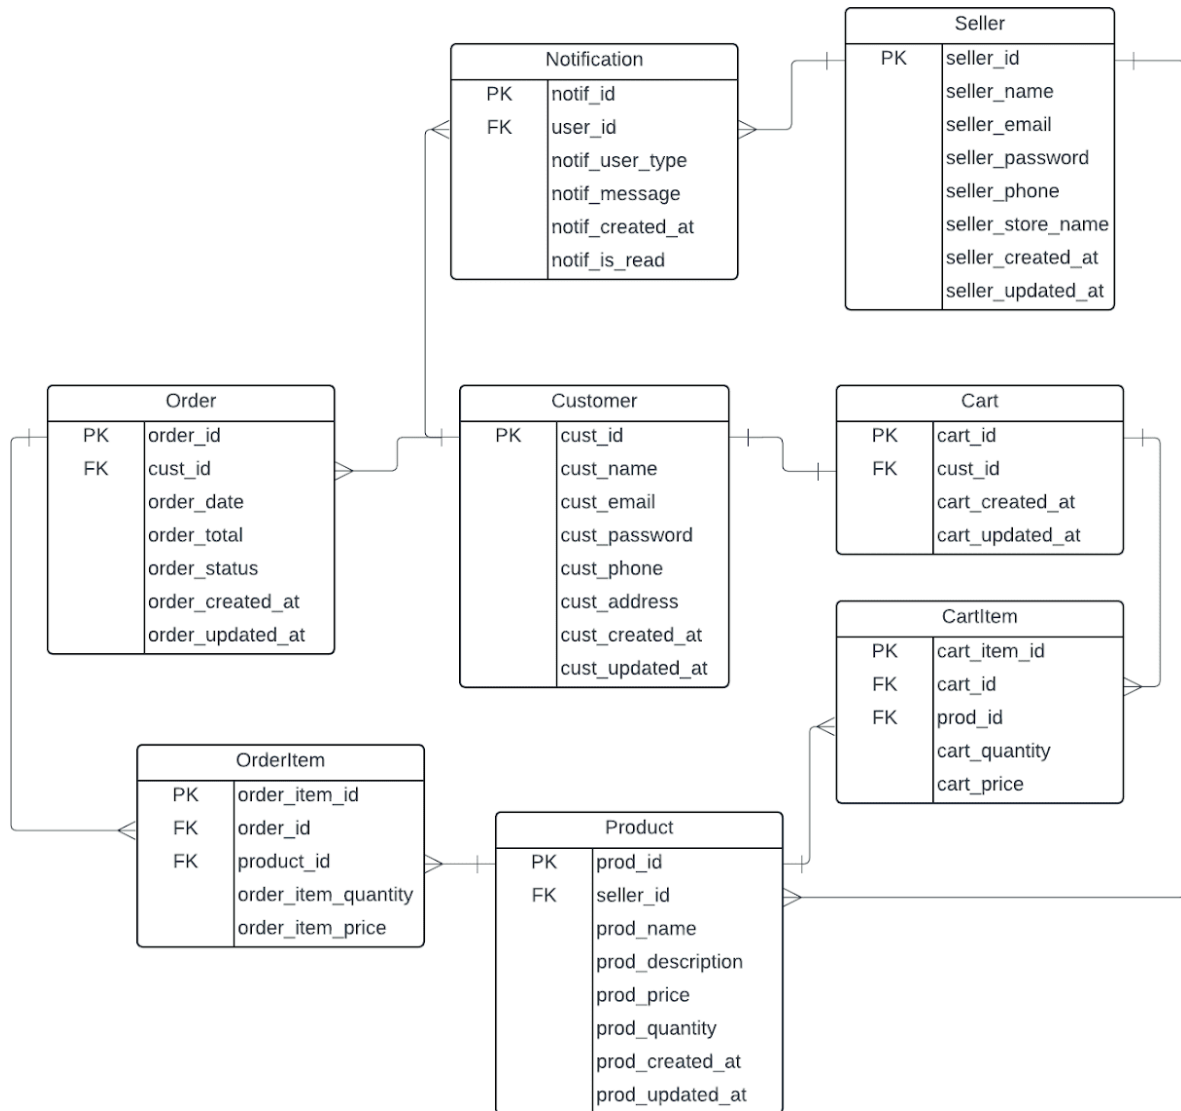 Seller
PK seller_id
seller_name
seller_email
seller_password
seller_phone
seller_store_name
seller_created_at
seller_updated_at
Notification
PK notif_id
FK user_id
notif_user_type
notif_message
notif_created_at
notif_is_read
Order
PK order_id
FK cust_id
order_date
order_total
order_status
order_created_at
order_updated_at
Customer
PK cust_id
cust_name
cust_email
cust_password
cust_phone
cust_address
cust_created_at
cust_updated_at
Cart
PK cart_id
FK cust_id
cart_created_at
cart_updated_at
CartItem
PK cart_item_id
FK cart_id
FK prod_id
cart_quantity
cart_price
OrderItem
PK order_item_id
FK order_id
FK product_id
order_item_quantity
order_item_price
Product
PK prod_id
FK seller_id
prod_name
prod_description
prod_price
prod_quantity
prod_created_at
prod_updated_at